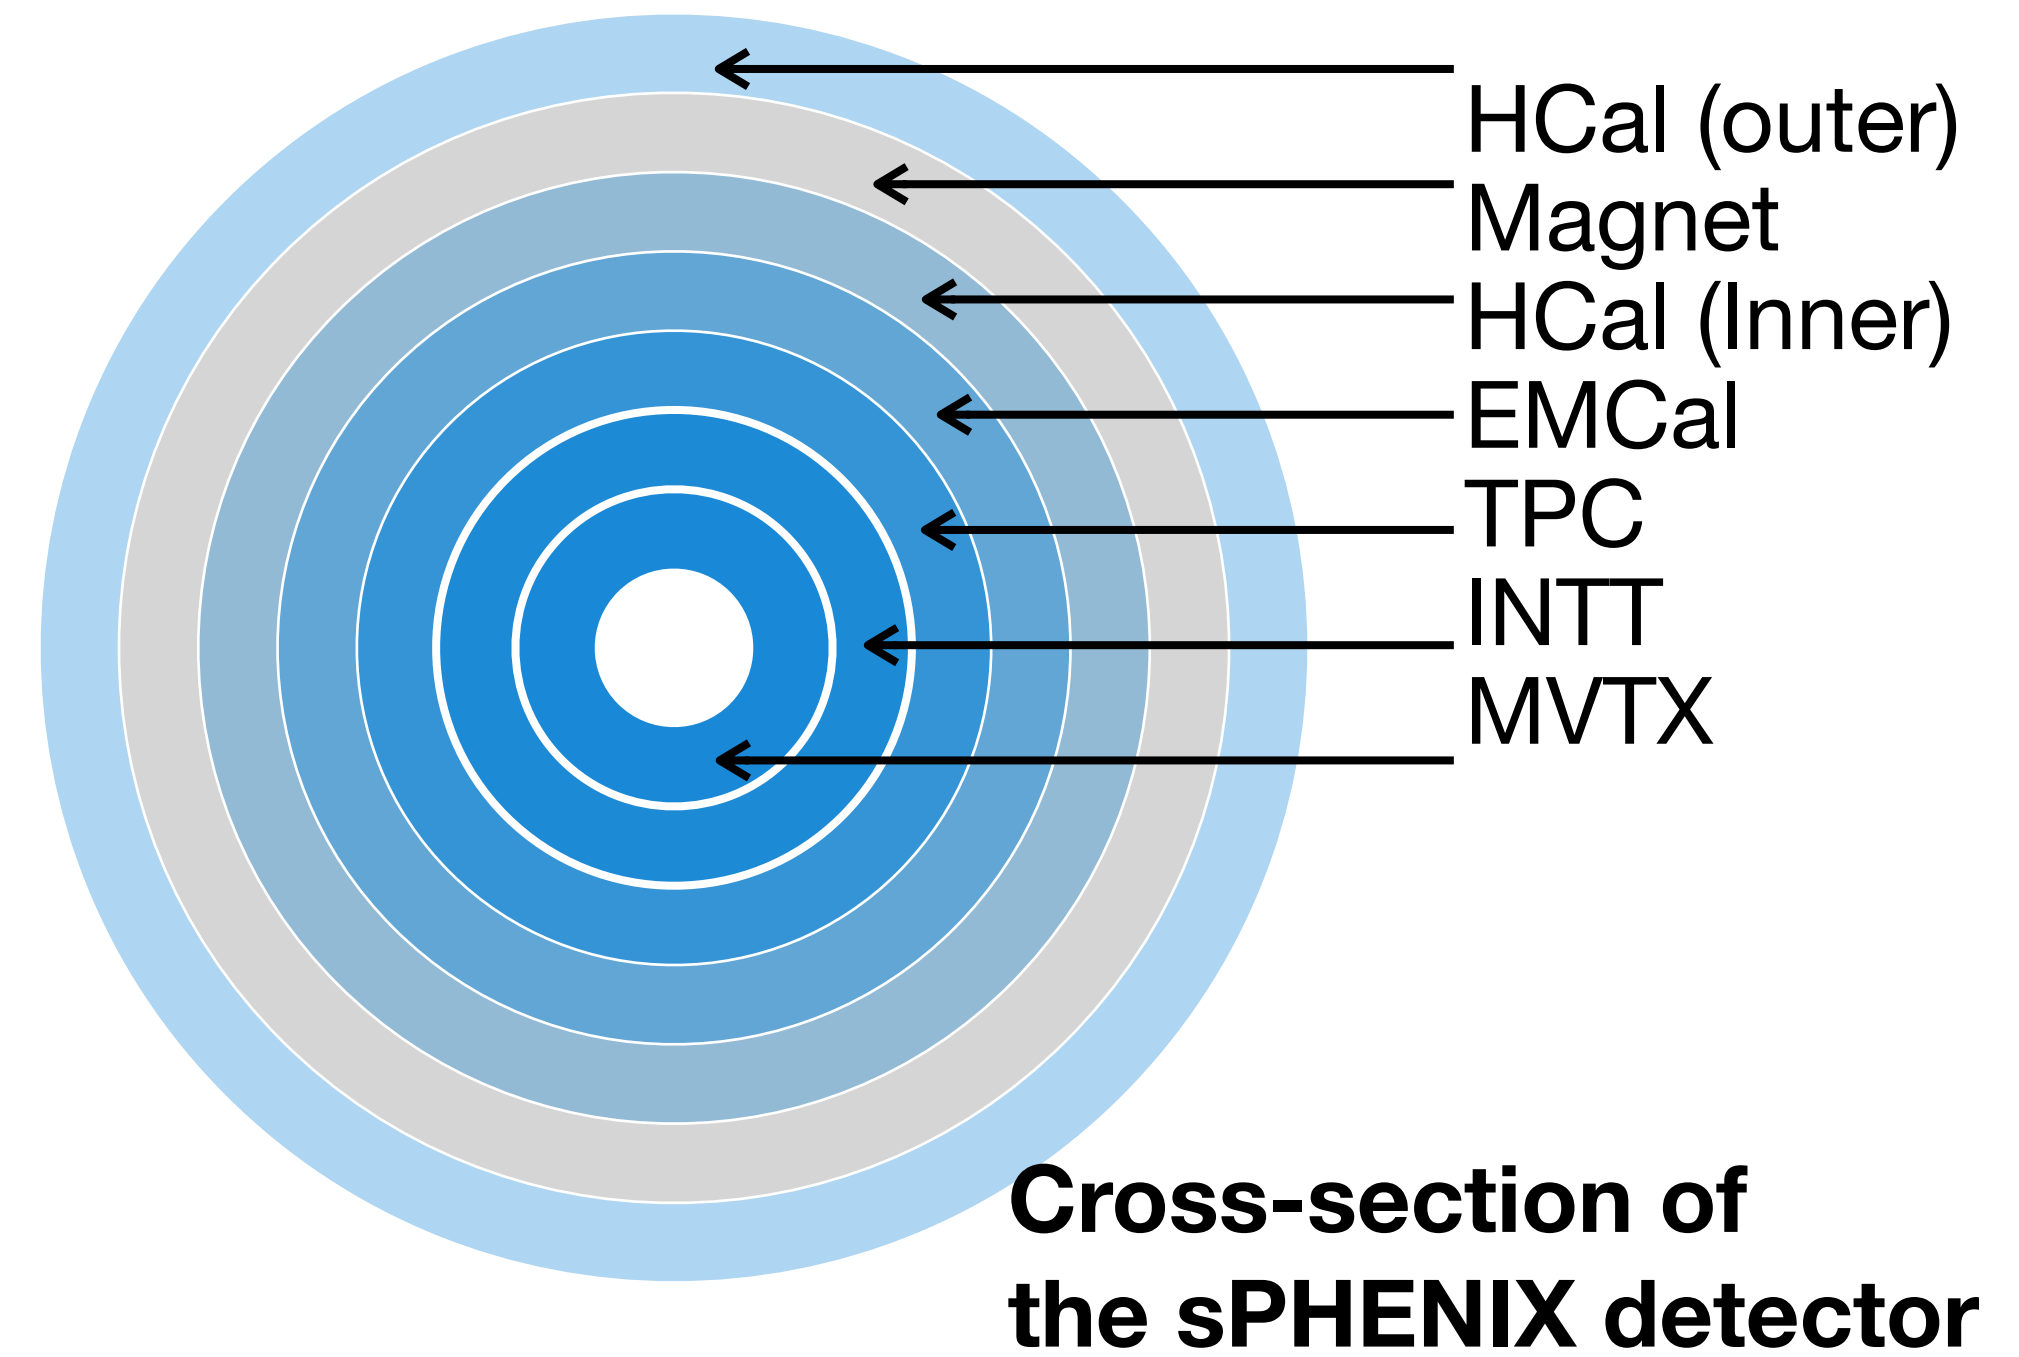 HCal (outer)
Magnet
HCal (Inner)
EMCal
TPC
INTT
MVTX
Cross-section of
the sPHENIX detector